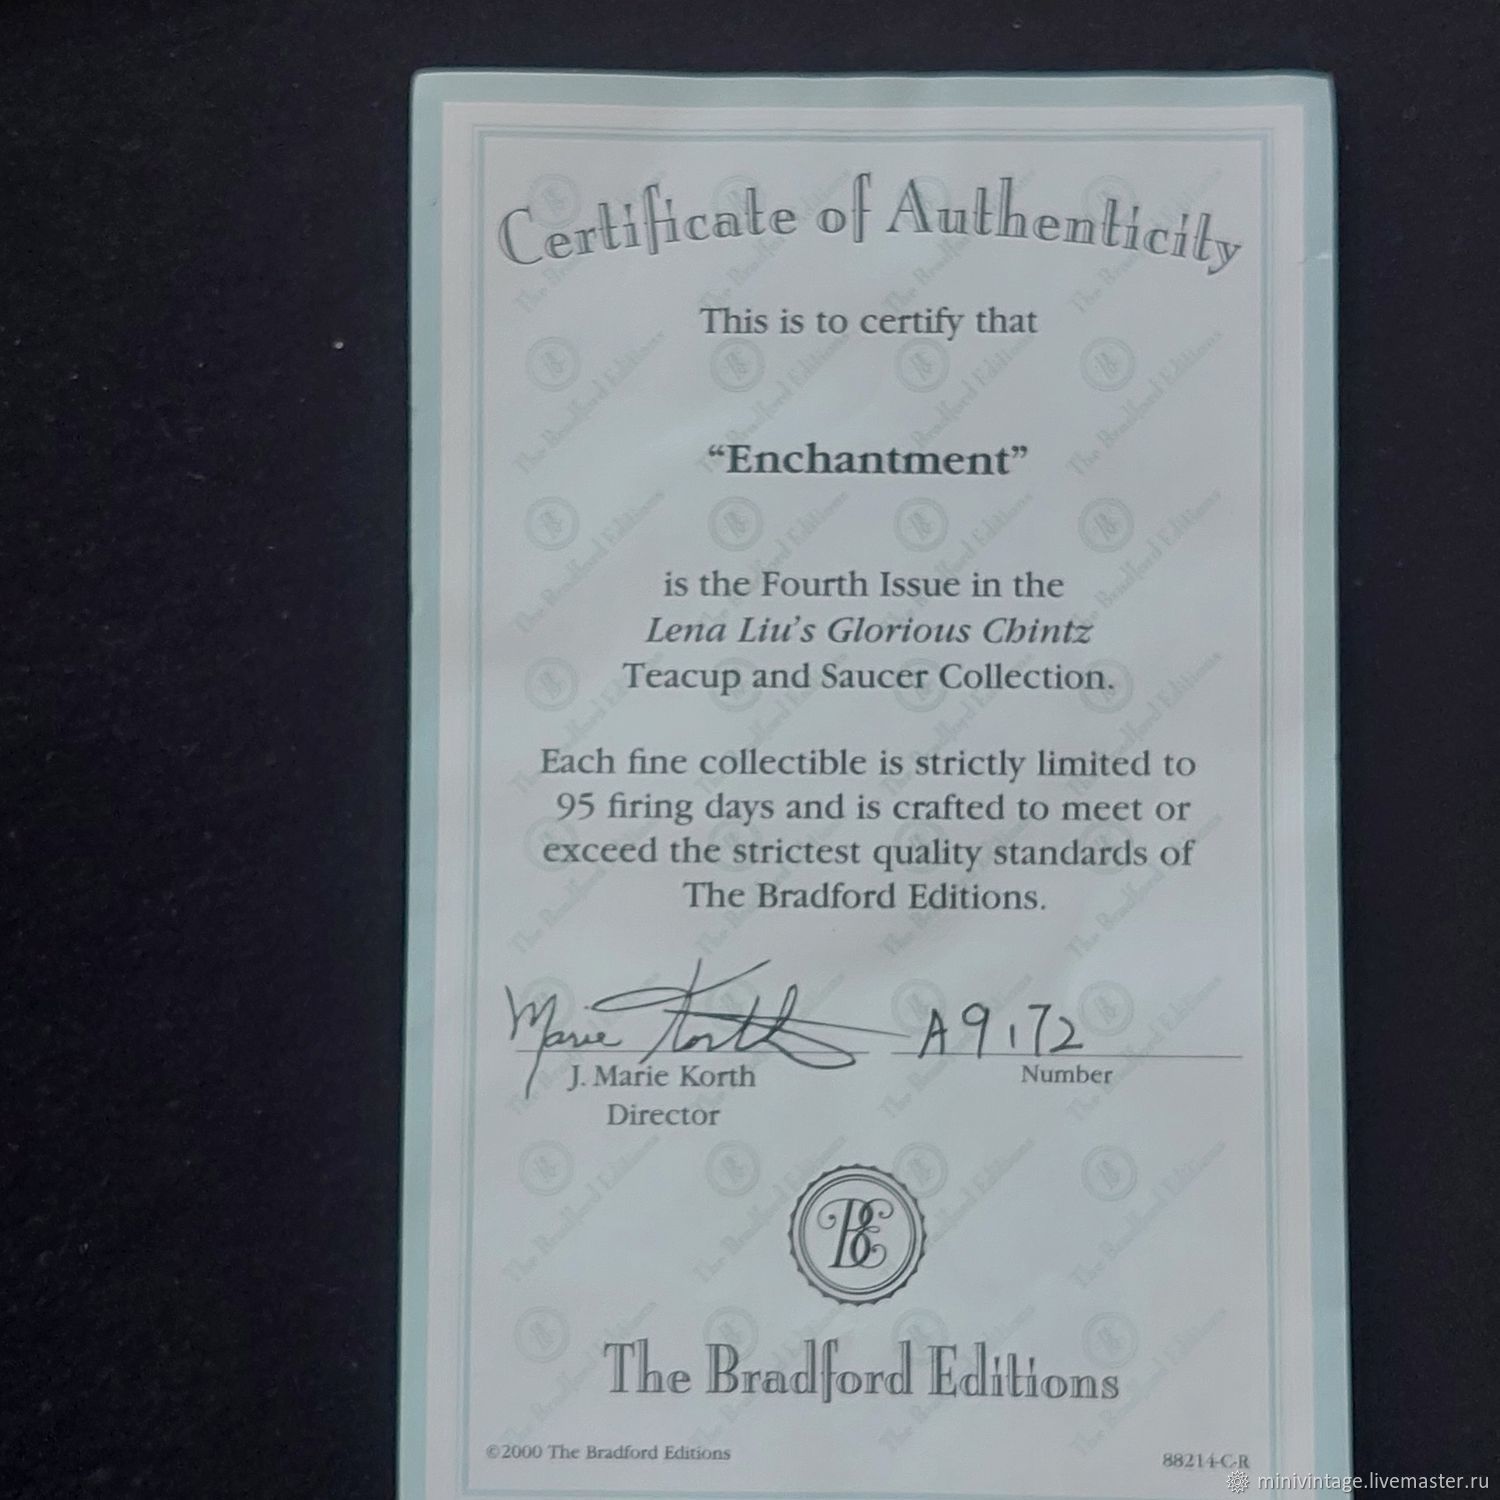 Certificate of Authenticity
This is to certify that
“Enchantment”
is the Fourth Issue in the
Lena Liu’s Glorious Chintz
Teacup and Saucer Collection.
Each fine collectible is strictly limited to
95 firing days and is crafted to meet or
exceed the strictest quality standards of
The Bradford Editions.
Marie Korth A9172
J. Marie Korth Number
Director
BE
The Bradford Editions
©2000 The Bradford Editions 88214-C-R
minivintage.livemaster.ru